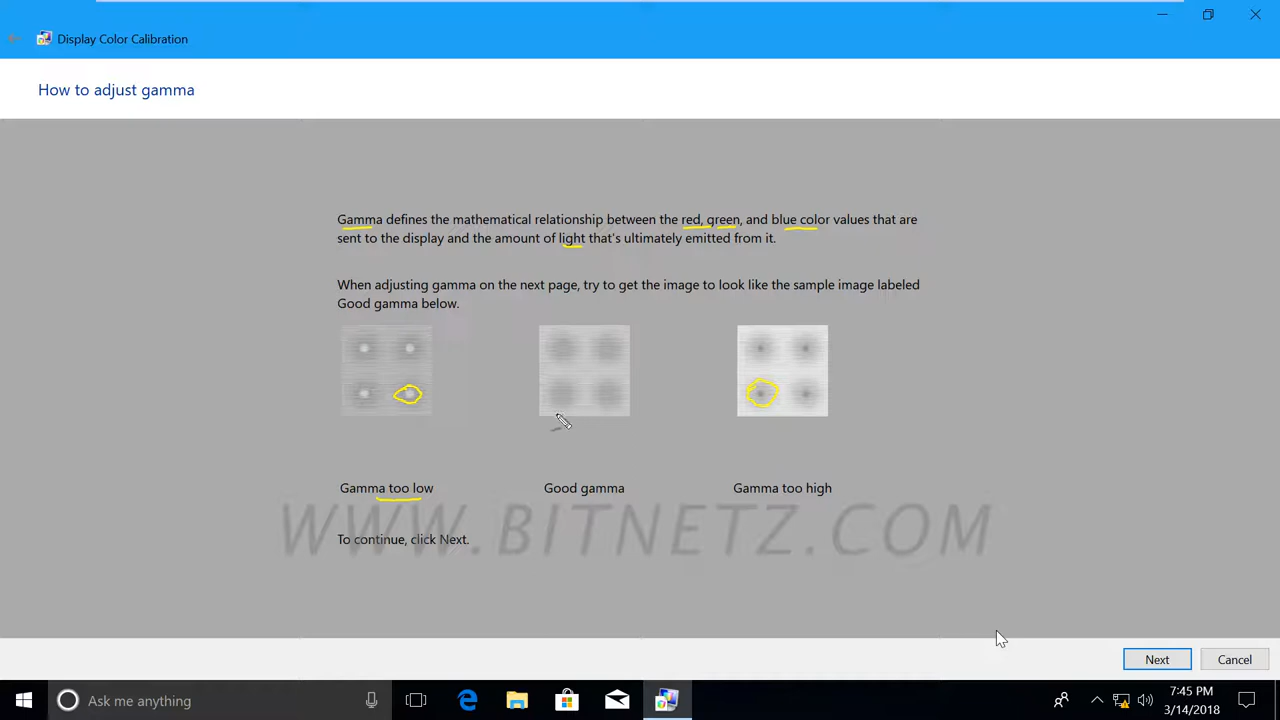 Display Color Calibration
How to adjust gamma
Gamma defines the mathematical relationship between the red, green, and blue color values that are
sent to the display and the amount of light that's ultimately emitted from it.
When adjusting gamma on the next page, try to get the image to look like the sample image labeled
Good gamma below.
Gamma too low
Good gamma
Gamma too high
WWW.BITNETZ.COM
To continue, click Next.
Next
Cancel
Ask me anything
7:45 PM
3/14/2018